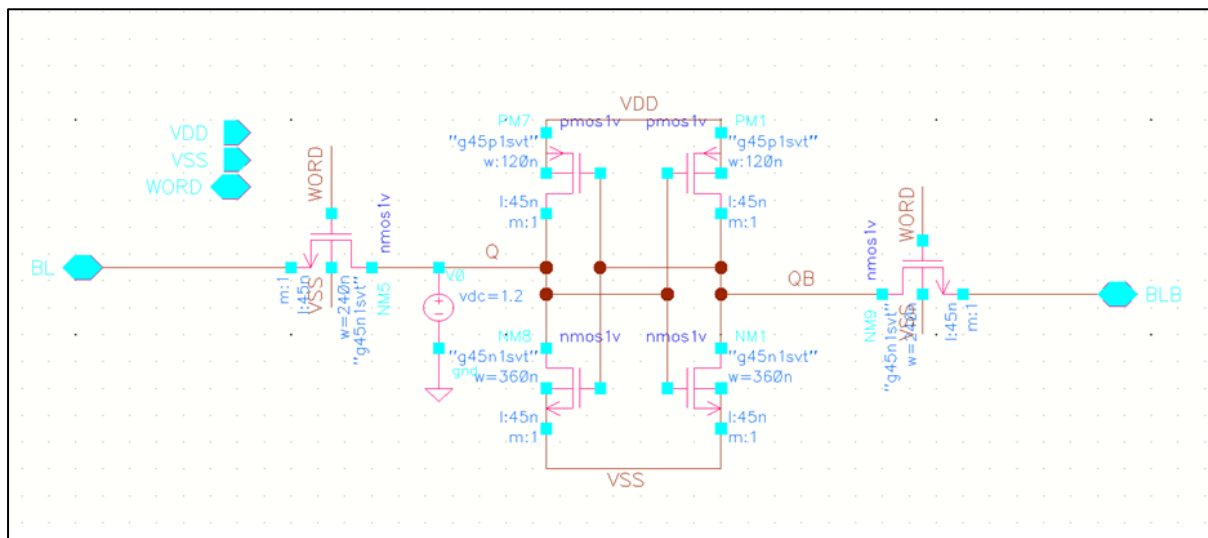 VDD
PM7
pmos1v
pmos1v
PM1
"g45p1svt"
"g45p1svt"
w:120n
w:120n
VDD
VSS
WORD
WORD
WORD
l:45n
l:45n
m:1
m:1
nmos1v
nmos1v
BL
Q
V0
vdc=1.2
QB
BLB
m:1
l:45n
VSS
w=240n
"g45n1svt"
NM5
gnd
NM8
nmos1v
nmos1v
NM1
"g45n1svt"
"g45n1svt"
w=360n
w=360n
l:45n
l:45n
m:1
m:1
NM9
"g45n1svt"
w=240n
VSS
l:45n
m:1
VSS